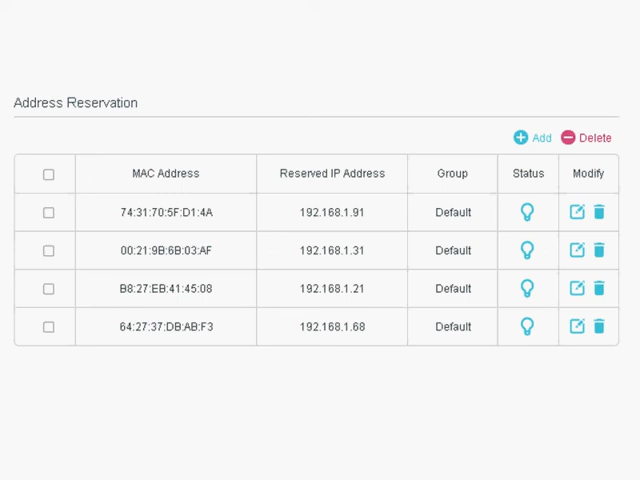 Address Reservation
Add Delete
MAC Address Reserved IP Address Group Status Modify
74:31:70:5F:D1:4A 192.168.1.91 Default
00:21:9B:6B:03:AF 192.168.1.31 Default
B8:27:EB:41:45:08 192.168.1.21 Default
64:27:37:DB:AB:F3 192.168.1.68 Default